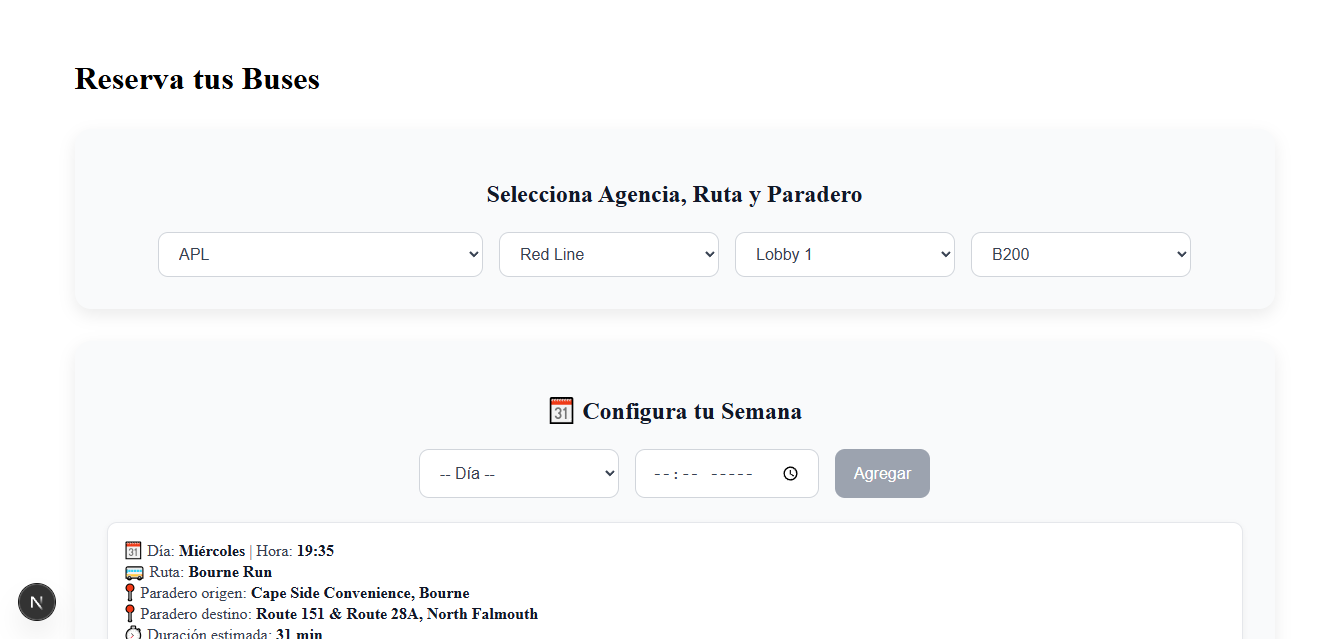 Reserva tus Buses
Selecciona Agencia, Ruta y Paradero
APL Red Line Lobby 1 B200
31 Configura tu Semana
-- Día -- --:-- ----- Agregar
31 Día: Miércoles | Hora: 19:35
Ruta: Bourne Run
Paradero origen: Cape Side Convenience, Bourne
Paradero destino: Route 151 & Route 28A, North Falmouth
Duración estimada: 31 min
N